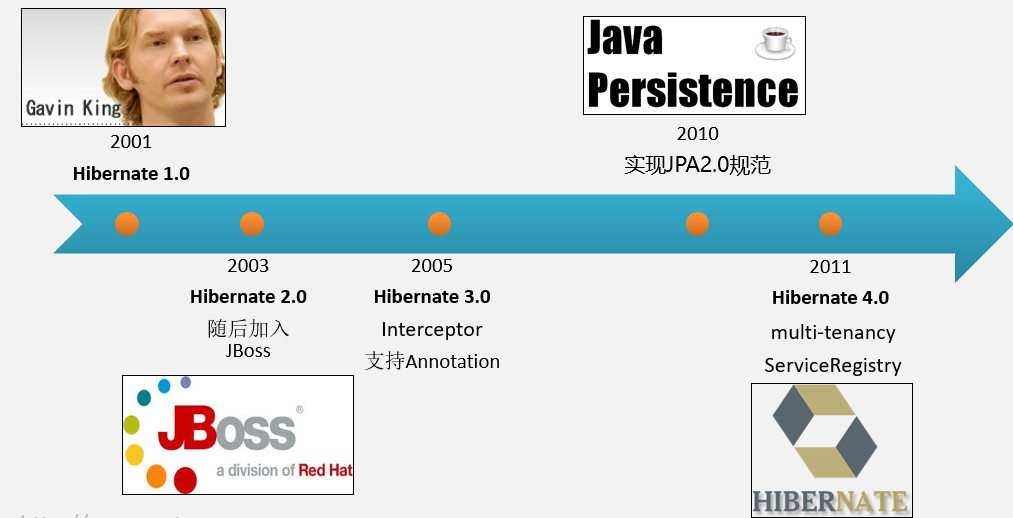 Gavin King
2001
Hibernate 1.0
Java
Persistence
2010
实现JPA2.0规范
2003
Hibernate 2.0
随后加入
JBoss
2005
Hibernate 3.0
Interceptor
支持Annotation
2011
Hibernate 4.0
multi-tenancy
ServiceRegistry
JBoss®
a division of Red Hat
HIBERNATE